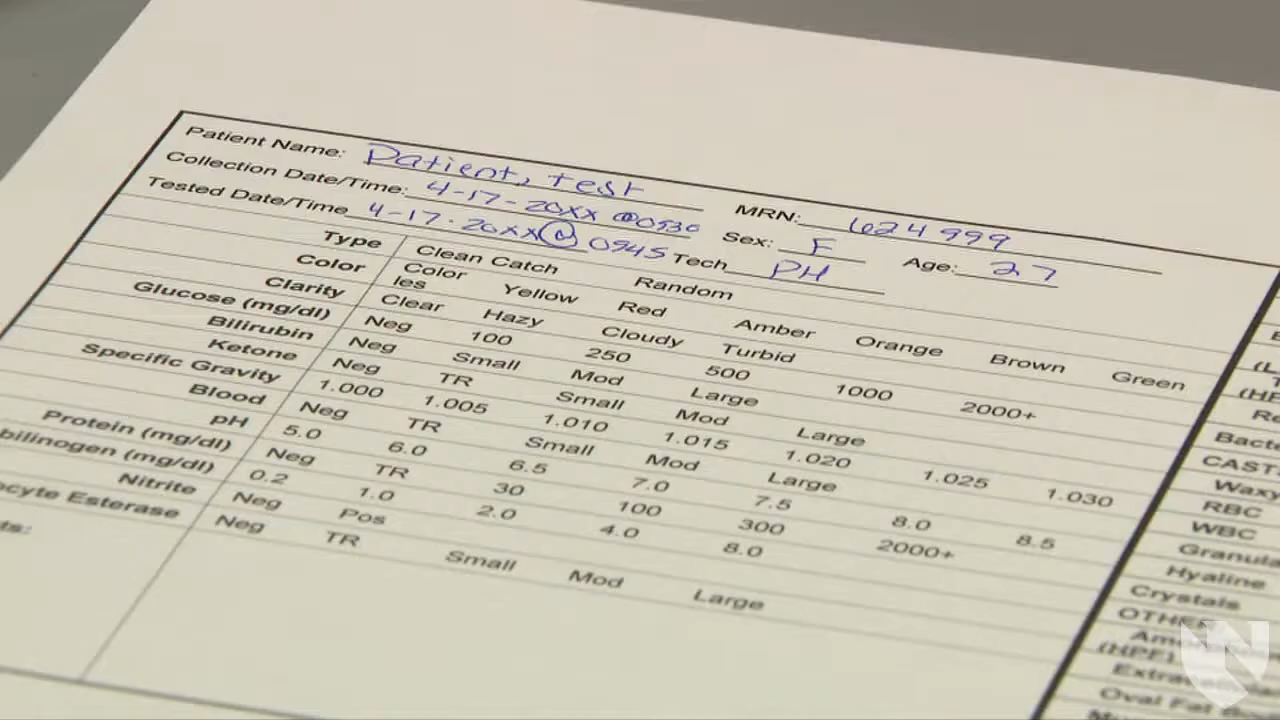 Patient Name: Patient, test MRN: 624999
Collection Date/Time: 4-17-20XX @0930 Sex: F Age: 27
Tested Date/Time 4-17-20XX @ 0945 Tech PH
Type Clean Catch Random
Color Color les Yellow Red Amber Orange Brown Green
Clarity Clear Hazy Cloudy Turbid
Glucose (mg/dl) Neg 100 250 500 1000 2000+
Bilirubin Neg Small Mod Large
Ketone Neg TR Small Mod Large
Specific Gravity 1.000 1.005 1.010 1.015 1.020 1.025 1.030
Blood Neg TR Small Mod Large
pH 5.0 6.0 6.5 7.0 7.5 8.0 8.5
Protein (mg/dl) Neg TR 30 100 300 2000+
bilinogen (mg/dl) 0.2 1.0 2.0 4.0 8.0
Nitrite Neg Pos
ocyte Esterase Neg TR Small Mod Large
ts:
Bact
CAST
Waxy
RBC
WBC
Granula
Hyaline
Crystals
OTHE
(HPF)
Oval Fat